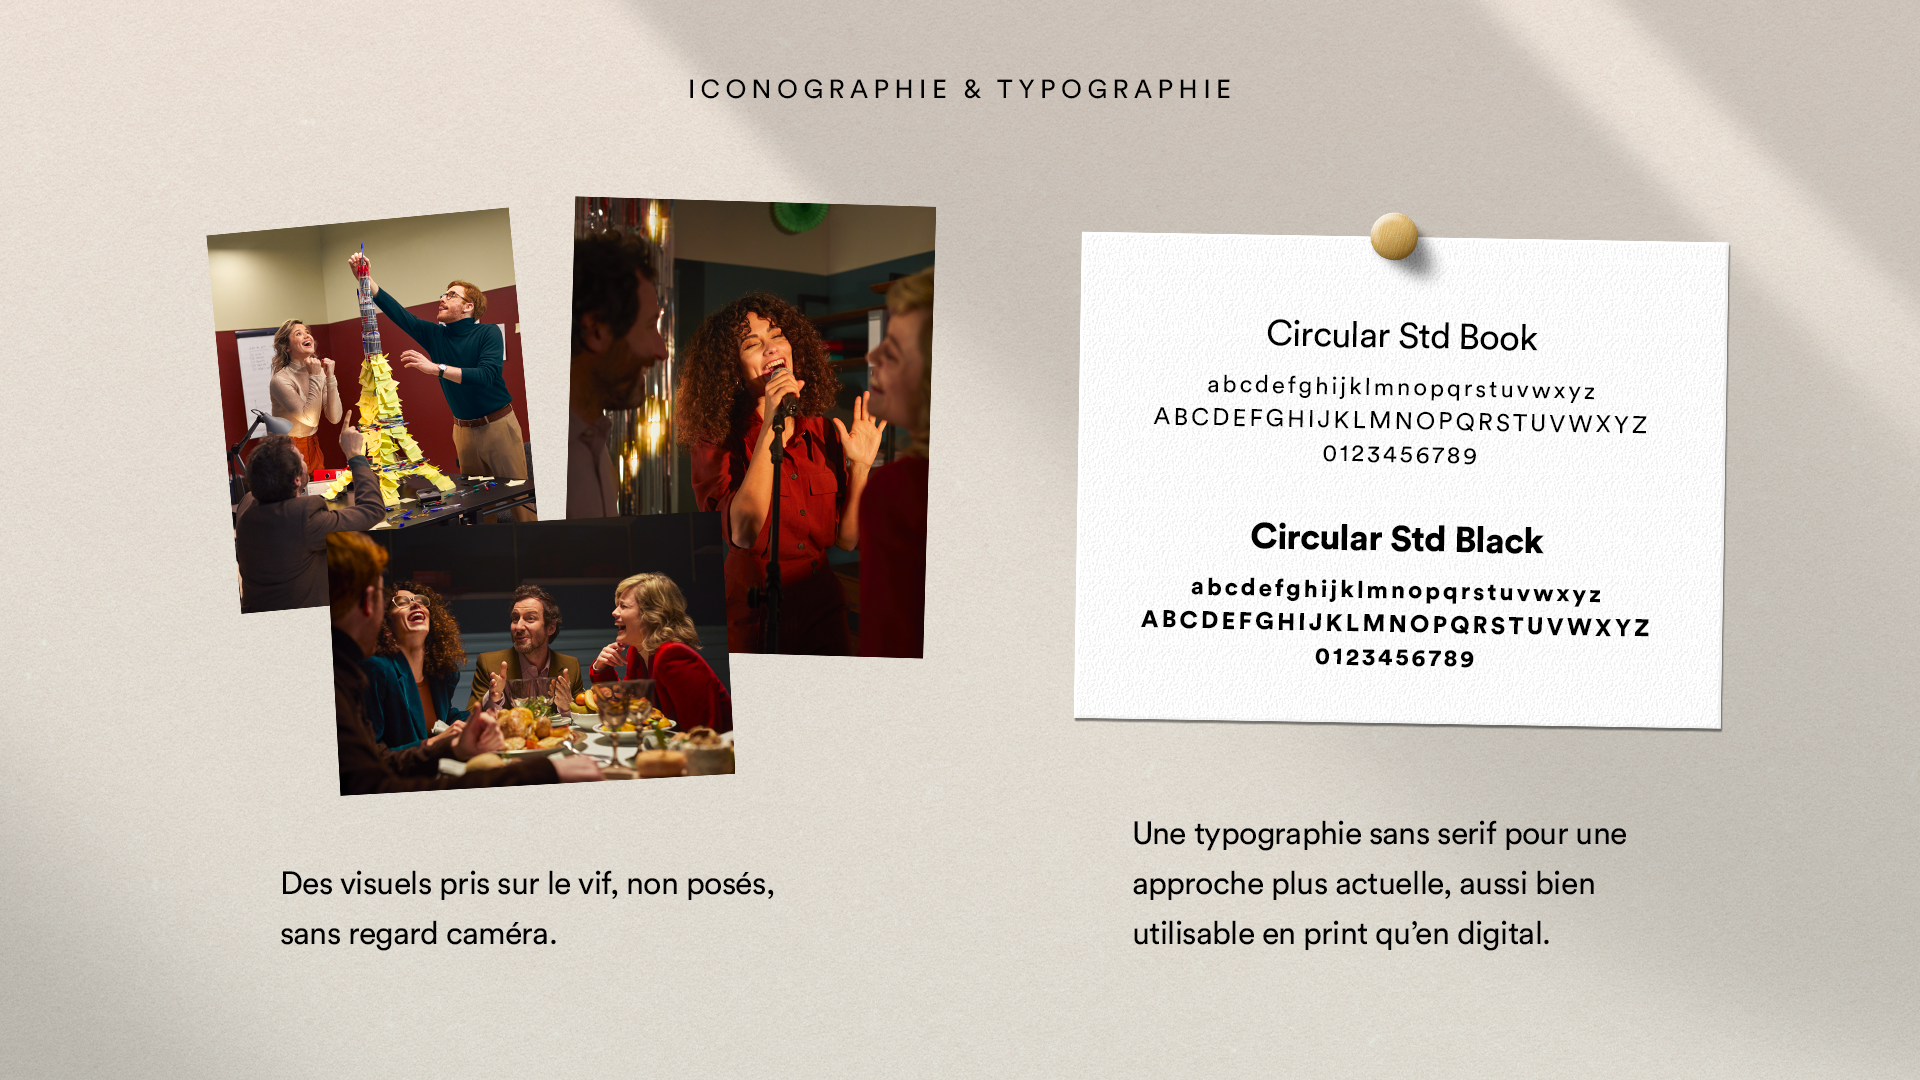 ICONOGRAPHIE & TYPOGRAPHIE
Des visuels pris sur le vif, non posés,
sans regard caméra.
Circular Std Book
abcdefghijklmnopqrstuvwxyz
ABCDEFGHIJKLMNOPQRSTUVWXYZ
0123456789
Circular Std Black
abcdefghijklmnopqrstuvwxyz
ABCDEFGHIJKLMNOPQRSTUVWXYZ
0123456789
Une typographie sans serif pour une
approche plus actuelle, aussi bien
utilisable en print qu’en digital.